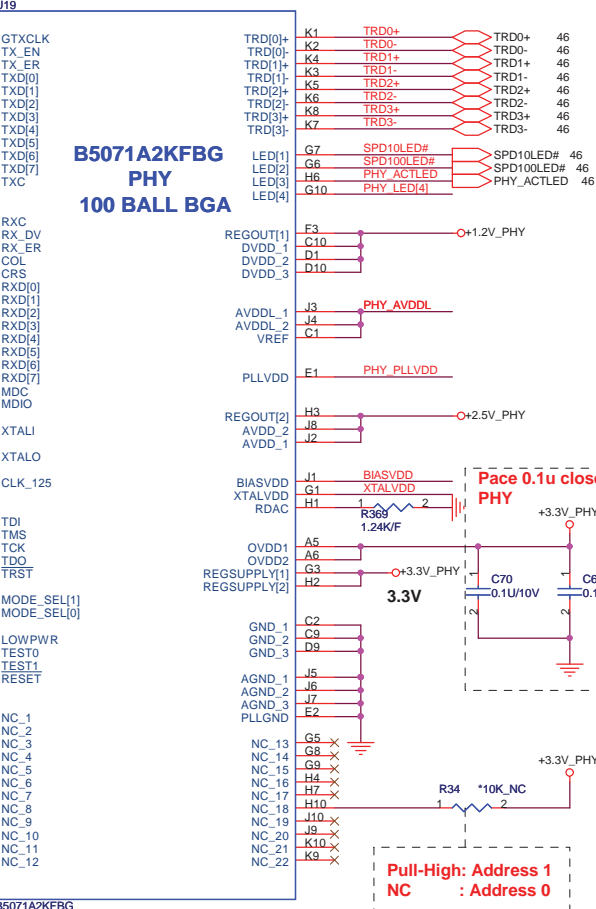 J19
GTXCLK
TX_EN
TX_ER
TXD[0]
TXD[1]
TXD[2]
TXD[3]
TXD[4]
TXD[5]
TXD[6]
TXD[7]
TXC
RXC
RX_DV
RX_ER
COL
CRS
RXD[0]
RXD[1]
RXD[2]
RXD[3]
RXD[4]
RXD[5]
RXD[6]
RXD[7]
MDC
MDIO
XTALI
XTALO
CLK_125
TDI
TMS
TCK
TDO
TRST
MODE_SEL[1]
MODE_SEL[0]
LOWPWR
TEST0
TEST1
RESET
NC_1
NC_2
NC_3
NC_4
NC_5
NC_6
NC_7
NC_8
NC_9
NC_10
NC_11
NC_12
B5071A2KFBG
B5071A2KFBG
PHY
100 BALL BGA
TRD[0]+ K1 TRD0+ TRD0+ 46
TRD[0]- K2 TRD0- TRD0- 46
TRD[1]+ K4 TRD1+ TRD1+ 46
TRD[1]- K3 TRD1- TRD1- 46
TRD[2]+ K5 TRD2+ TRD2+ 46
TRD[2]- K6 TRD2- TRD2- 46
TRD[3]+ K8 TRD3+ TRD3+ 46
TRD[3]- K7 TRD3- TRD3- 46
LED[1] G7 SPD10LED# SPD10LED# 46
LED[2] G6 SPD100LED# SPD100LED# 46
LED[3] H6 PHY_ACTLED PHY_ACTLED 46
LED[4] G10 PHY_LED[4]
REGOUT[1] F3 +1.2V_PHY
DVDD_1 C10
DVDD_2 D1
DVDD_3 D10
AVDDL_1 J3 PHY_AVDDL
AVDDL_2 J4
VREF C1
PLLVDD E1 PHY_PLLVDD
REGOUT[2] H3 +2.5V_PHY
AVDD_2 J8
AVDD_1 J2
BIASVDD J1 BIASVDD
XTALVDD G1 XTALVDD
RDAC H1 1 2
R369
1.24K/F
OVDD1 A5
OVDD2 A6
REGSUPPLY[1] G3 +3.3V_PHY
REGSUPPLY[2] H2
3.3V
GND_1 C2
GND_2 C9
GND_3 D9
AGND_1 J5
AGND_2 J6
AGND_3 J7
PLLGND E2
NC_13 G5
NC_14 G8
NC_15 G9
NC_16 H4
NC_17 H7
NC_18 H10
NC_19 J10
NC_20 J9
NC_21 K10
NC_22 K9
Pace 0.1u close
PHY
+3.3V_PHY
1 1
C70 C6
0.1U/10V 0.1
2 2
+3.3V_PHY
R34 *10K_NC
1 2
Pull-High: Address 1
NC : Address 0